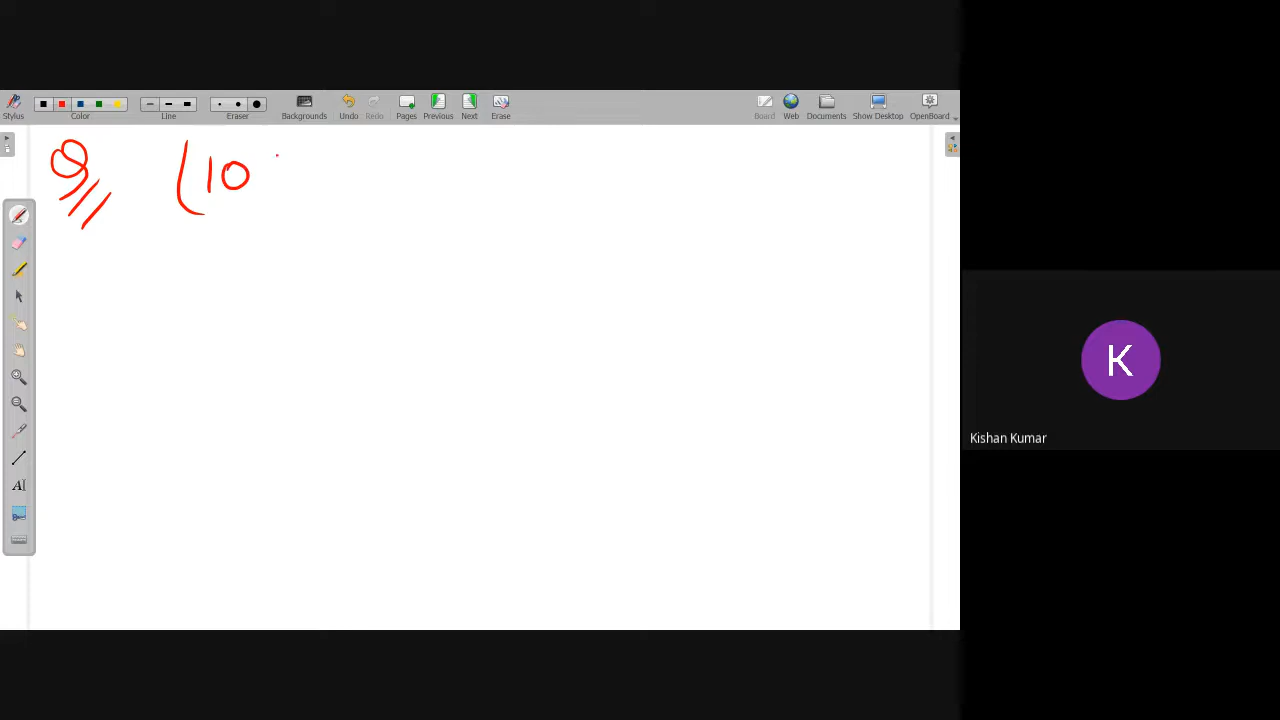 Stylus Color Line Eraser Backgrounds Undo Redo Pages Previous Next Erase Board Web Documents Show Desktop OpenBoard
Q (10
AI
K
Kishan Kumar